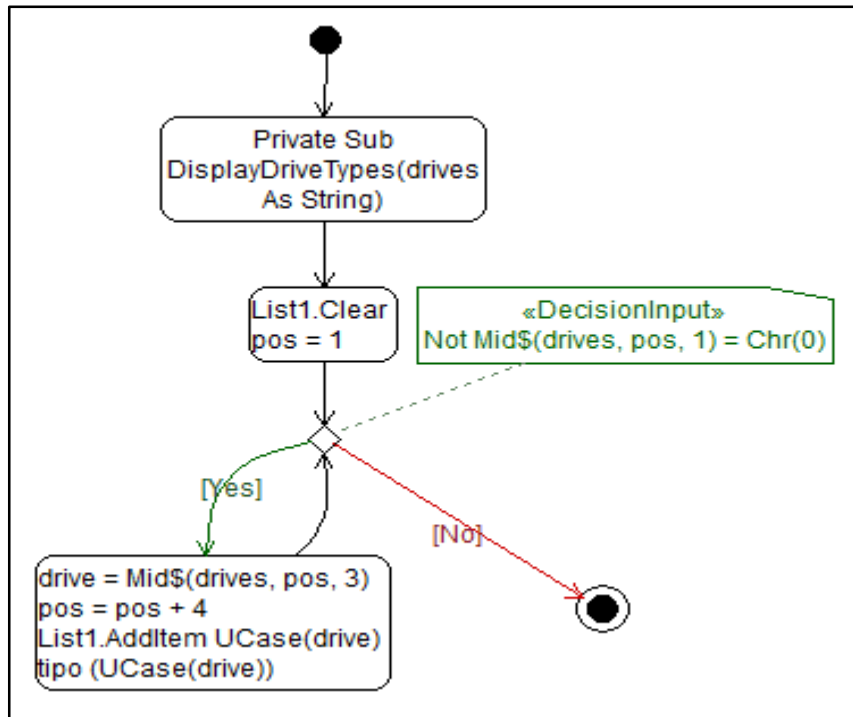 Private Sub
DisplayDriveTypes(drives
As String)
List1.Clear
pos = 1
«DecisionInput»
Not Mid$(drives, pos, 1) = Chr(0)
[Yes]
[No]
drive = Mid$(drives, pos, 3)
pos = pos + 4
List1.AddItem UCase(drive)
tipo (UCase(drive))